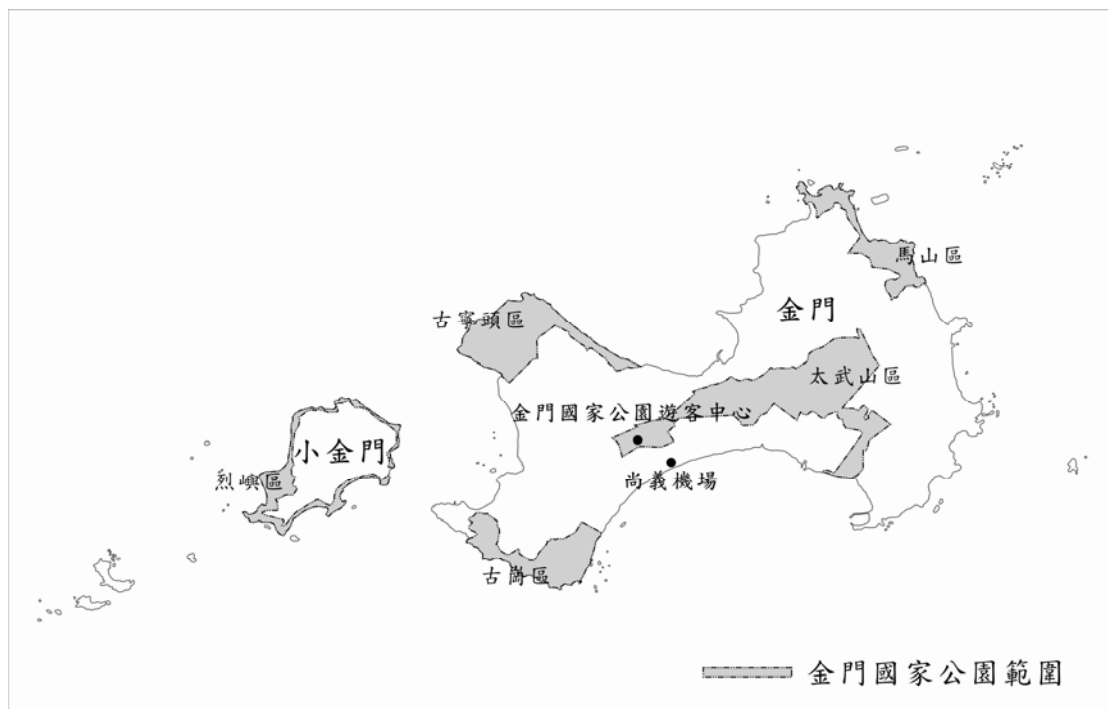 馬山區
金門
古寧頭區
太武山區
金門國家公園遊客中心
小金門
烈嶼區
尚義機場
古崗區
金門國家公園範圍